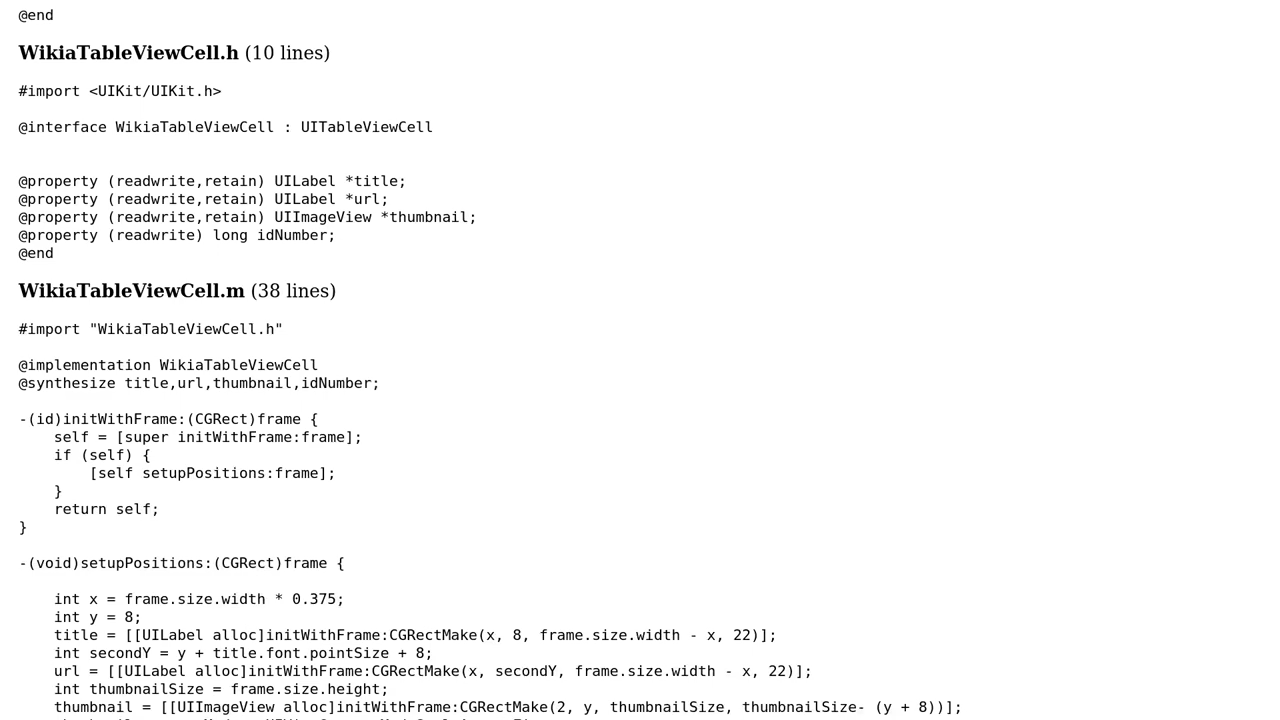 @end
WikiaTableViewCell.h (10 lines)
#import <UIKit/UIKit.h>
@interface WikiaTableViewCell : UITableViewCell
@property (readwrite,retain) UILabel *title;
@property (readwrite,retain) UILabel *url;
@property (readwrite,retain) UIImageView *thumbnail;
@property (readwrite) long idNumber;
@end
WikiaTableViewCell.m (38 lines)
#import "WikiaTableViewCell.h"
@implementation WikiaTableViewCell
@synthesize title,url,thumbnail,idNumber;
-(id)initWithFrame:(CGRect)frame {
    self = [super initWithFrame:frame];
    if (self) {
        [self setupPositions:frame];
    }
    return self;
}
-(void)setupPositions:(CGRect)frame {
    int x = frame.size.width * 0.375;
    int y = 8;
    title = [[UILabel alloc]initWithFrame:CGRectMake(x, 8, frame.size.width - x, 22)];
    int secondY = y + title.font.pointSize + 8;
    url = [[UILabel alloc]initWithFrame:CGRectMake(x, secondY, frame.size.width - x, 22)];
    int thumbnailSize = frame.size.height;
    thumbnail = [[UIImageView alloc]initWithFrame:CGRectMake(2, y, thumbnailSize, thumbnailSize- (y + 8))];